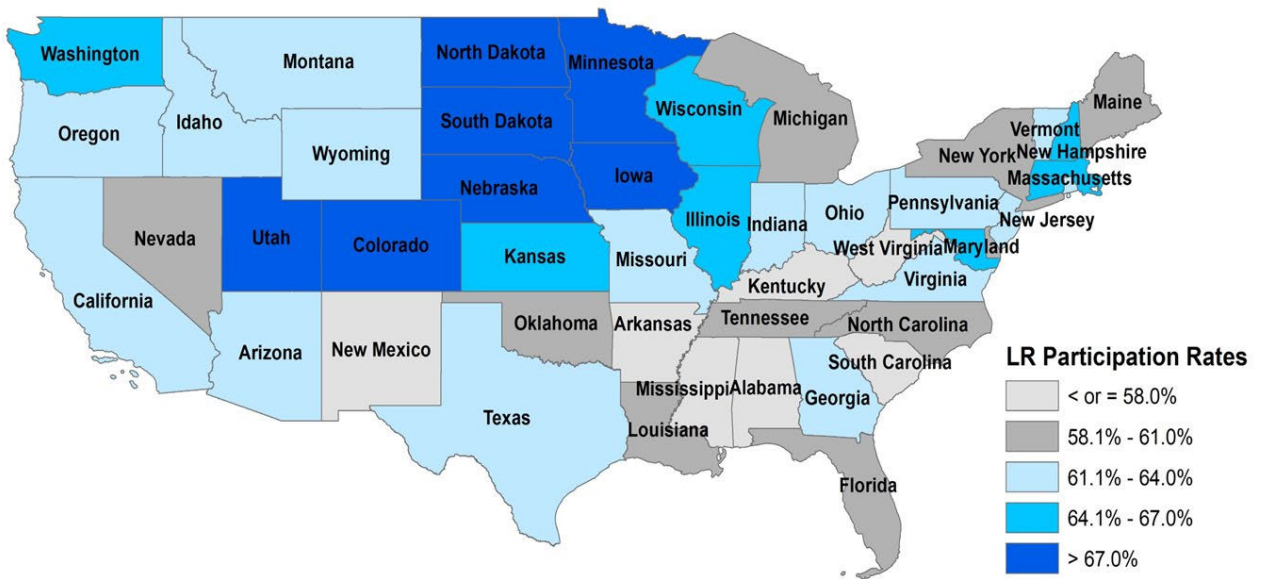 Washington
Montana
North Dakota
Minnesota
Maine
Oregon
Idaho
Wyoming
South Dakota
Wisconsin
Michigan
Vermont
New York
New Hampshire
Massachusetts
Nebraska
Iowa
Nevada
Utah
Colorado
Kansas
Illinois
Indiana
Ohio
Pennsylvania
New Jersey
Missouri
West Virginia
Maryland
Virginia
California
Kentucky
Arizona
New Mexico
Oklahoma
Arkansas
Tennessee
North Carolina
South Carolina
Mississippi
Alabama
Georgia
Texas
Louisiana
Florida
LR Participation Rates
< or = 58.0%
58.1% - 61.0%
61.1% - 64.0%
64.1% - 67.0%
> 67.0%